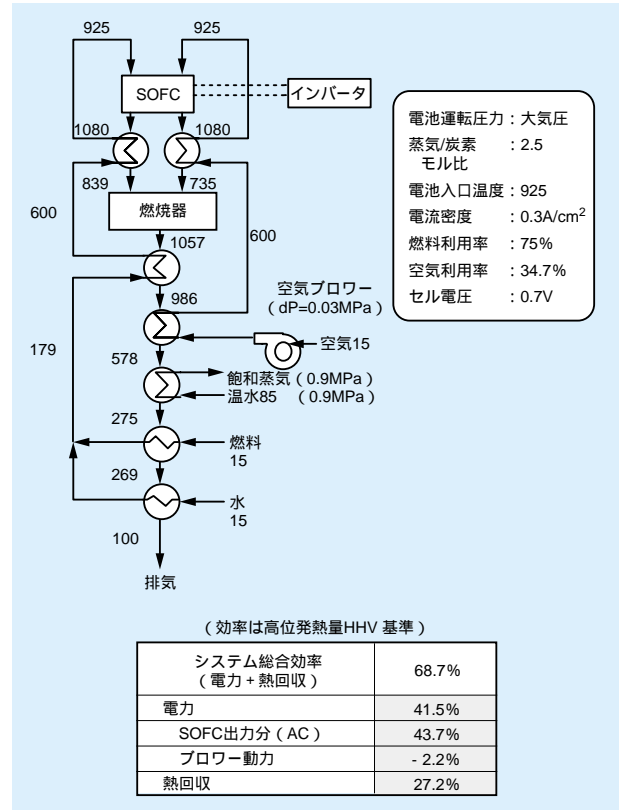 925
925
SOFC
インバータ
1080
1080
839
735
燃焼器
600
600
1057
986
空気ブロワー
（dP=0.03MPa）
空気15
179
578
飽和蒸気（0.9MPa）
温水85　（0.9MPa）
275
燃料
15
269
水
15
100
排気
電池運転圧力：大気圧
蒸気/炭素　：2.5
モル比
電池入口温度：925
電流密度　：0.3A/cm²
燃料利用率　：75%
空気利用率　：34.7%
セル電圧　：0.7V
（効率は高位発熱量HHV 基準）
システム総合効率
（電力＋熱回収）　68.7%
電力　41.5%
SOFC出力分（AC）　43.7%
ブロワー動力　- 2.2%
熱回収　27.2%